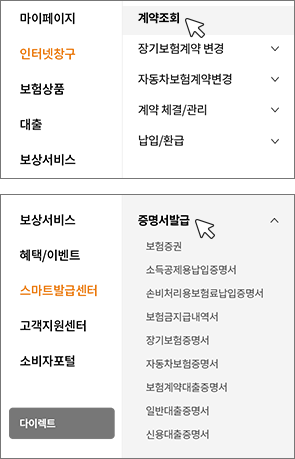 마이페이지
인터넷창구
보험상품
대출
보상서비스
계약조회
장기보험계약 변경
자동차보험계약변경
계약 체결/관리
납입/환급
보상서비스
혜택/이벤트
스마트발급센터
고객지원센터
소비자포털
다이렉트
증명서발급
보험증권
소득공제용납입증명서
손비처리용보험료납입증명서
보험금지급내역서
장기보험증명서
자동차보험증명서
보험계약대출증명서
일반대출증명서
신용대출증명서